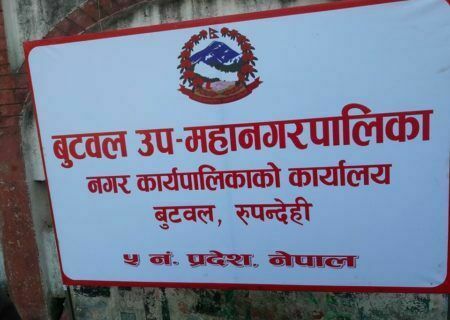 बुटवल उप-महानगरपालिका
नगर कार्यपालिकाको कार्यालय
बुटवल, रुपन्देही
५ नं. प्रदेश, नेपाल